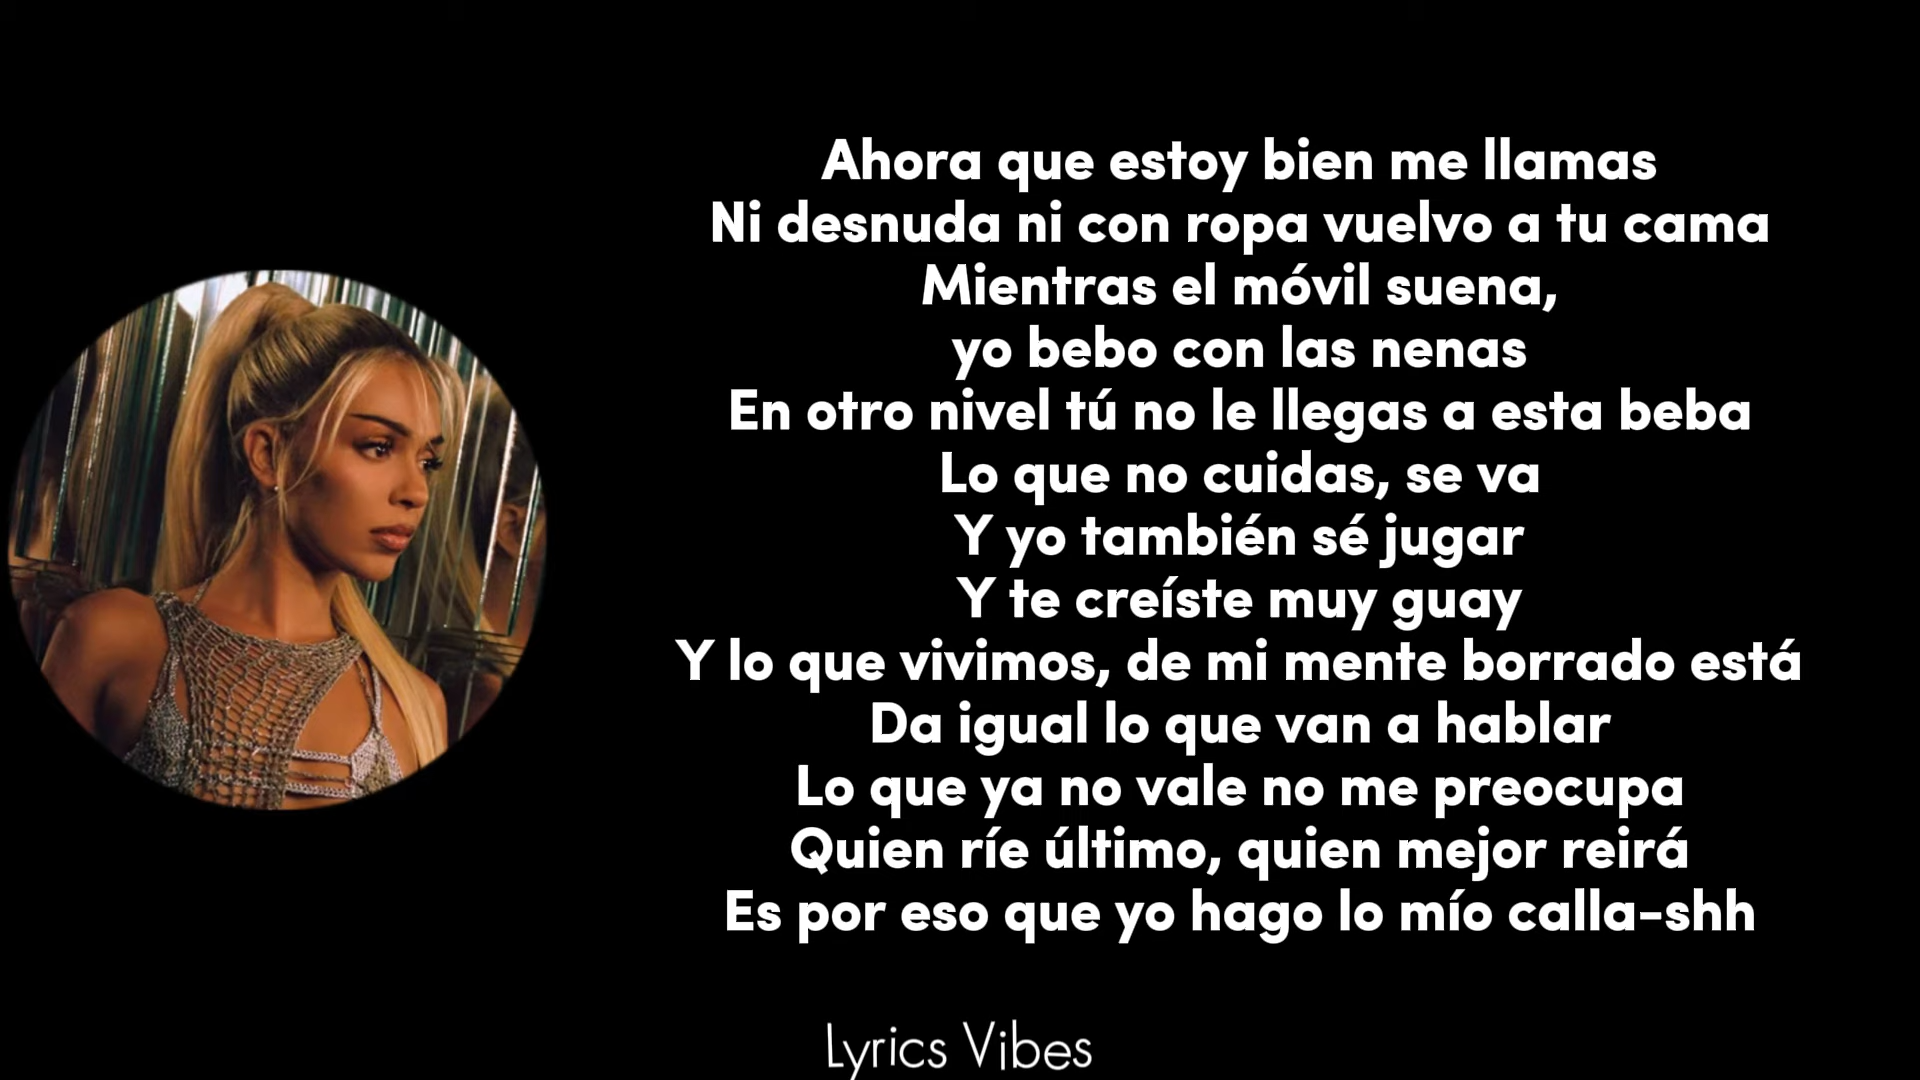 Ahora que estoy bien me llamas
Ni desnuda ni con ropa vuelvo a tu cama
Mientras el móvil suena,
yo bebo con las nenas
En otro nivel tú no le llegas a esta beba
Lo que no cuidas, se va
Y yo también sé jugar
Y te creíste muy guay
Y lo que vivimos, de mi mente borrado está
Da igual lo que van a hablar
Lo que ya no vale no me preocupa
Quien ríe último, quien mejor reirá
Es por eso que yo hago lo mío calla-shh
Lyrics Vibes